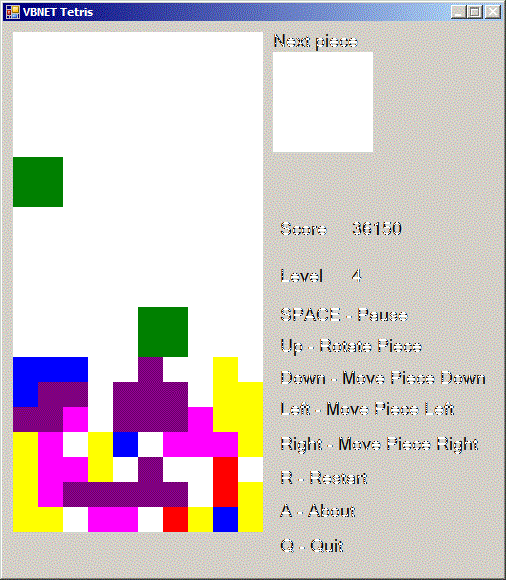 VBNET Tetris
Next piece
Score 36150
Level 4
SPACE - Pause
Up - Rotate Piece
Down - Move Piece Down
Left - Move Piece Left
Right - Move Piece Right
R - Restart
A - About
Q - Quit